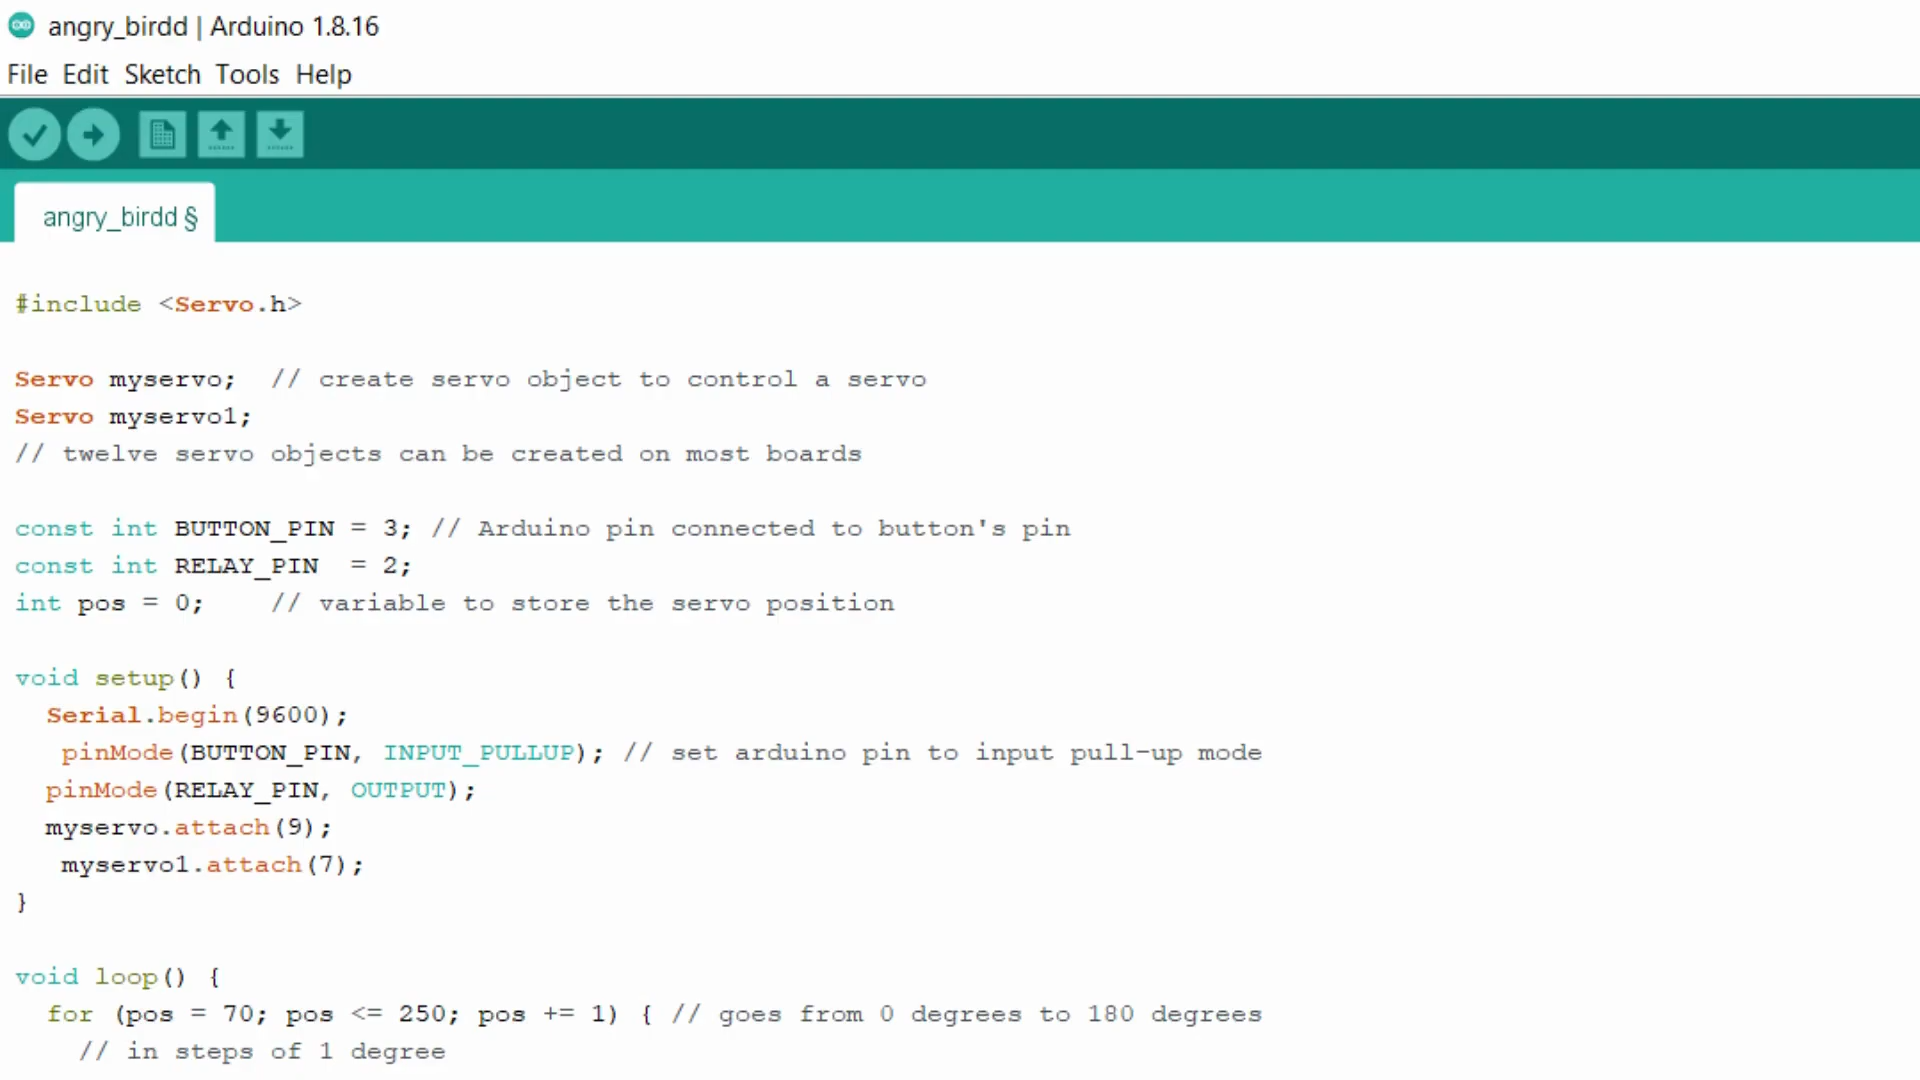 angry_birdd | Arduino 1.8.16
File Edit Sketch Tools Help
angry_birdd §
#include <Servo.h>
Servo myservo;  // create servo object to control a servo
Servo myservo1;
// twelve servo objects can be created on most boards
const int BUTTON_PIN = 3; // Arduino pin connected to button's pin
const int RELAY_PIN  = 2;
int pos = 0;    // variable to store the servo position
void setup() {
  Serial.begin(9600);
   pinMode(BUTTON_PIN, INPUT_PULLUP); // set arduino pin to input pull-up mode
  pinMode(RELAY_PIN, OUTPUT);
  myservo.attach(9);
   myservo1.attach(7);
}
void loop() {
  for (pos = 70; pos <= 250; pos += 1) { // goes from 0 degrees to 180 degrees
    // in steps of 1 degree